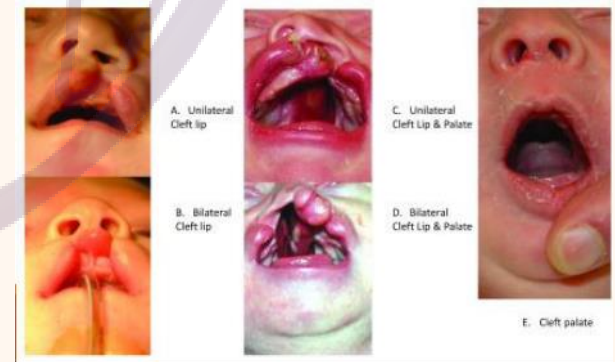 A. Unilateral
Cleft lip
B. Bilateral
Cleft lip
C. Unilateral
Cleft Lip & Palate
D. Bilateral
Cleft Lip & Palate
E. Cleft palate